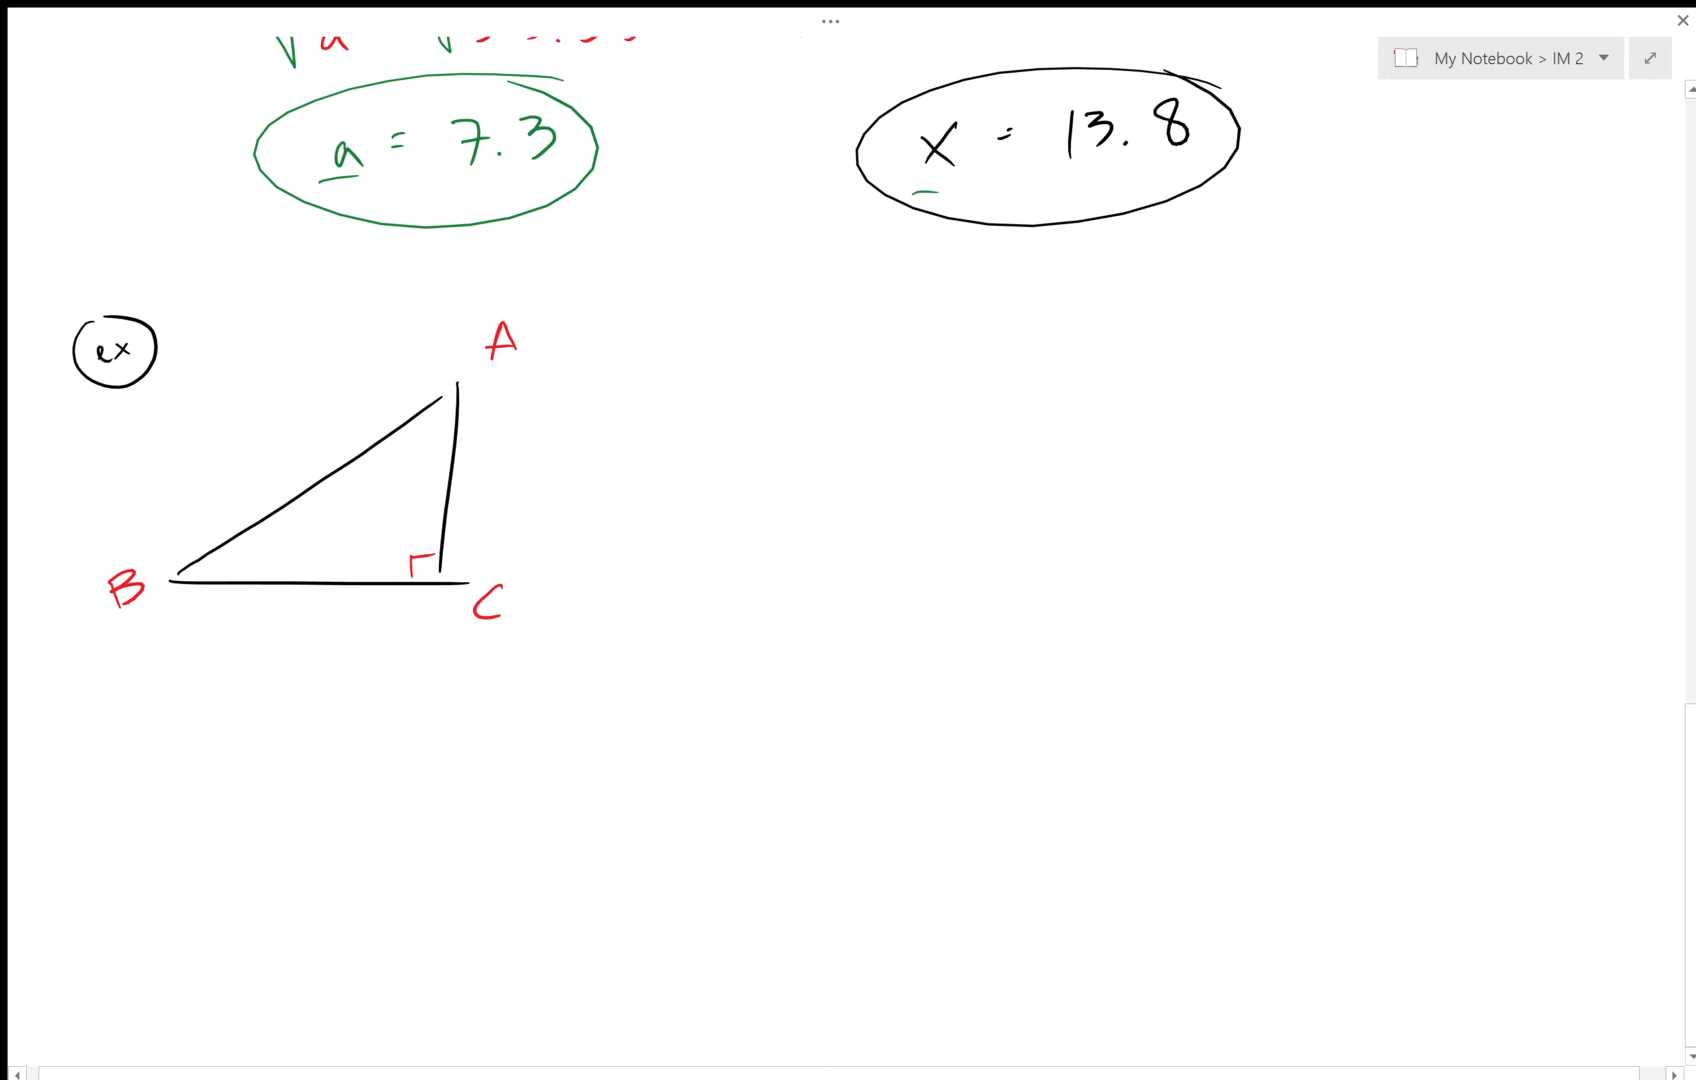 My Notebook > IM 2
a = 7.3
x = 13.8
ex
A
B
C